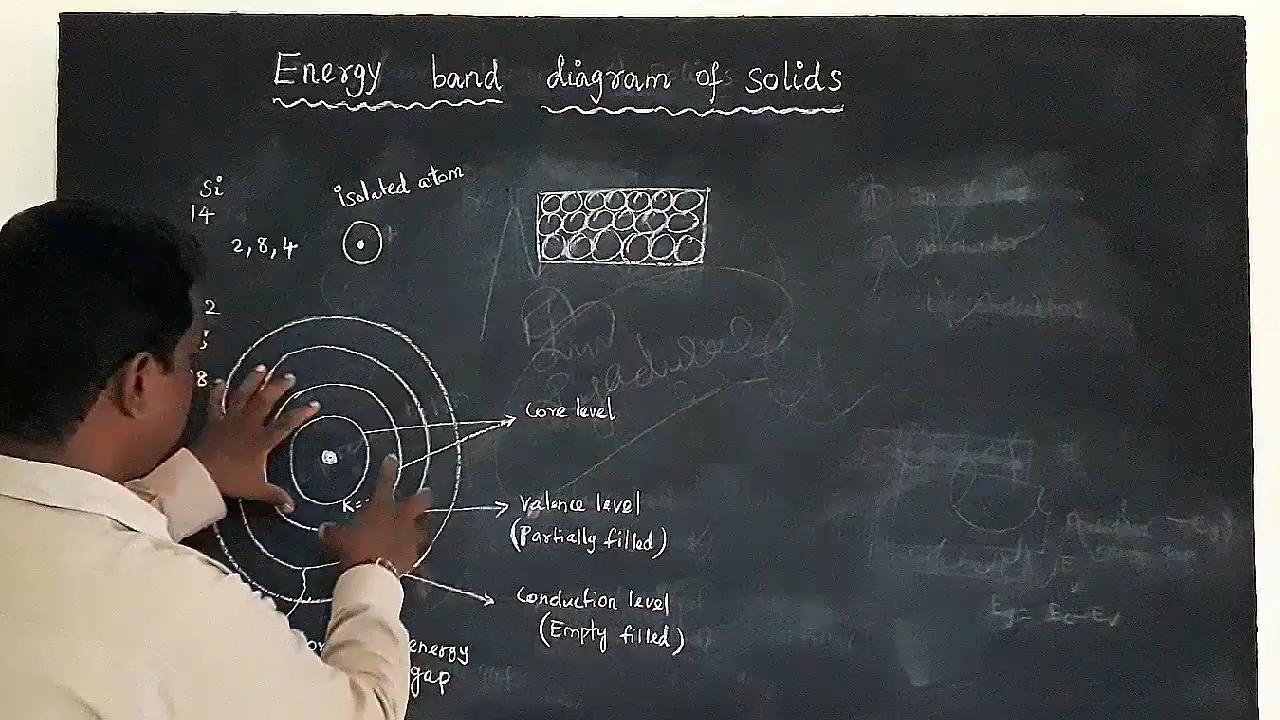 Energy band diagram of solids
Si
14
2, 8, 4
isolated atom
2
8
K=
core level
valence level
(Partially filled)
conduction level
(Empty filled)
energy
gap
Eg = Ec-Ev